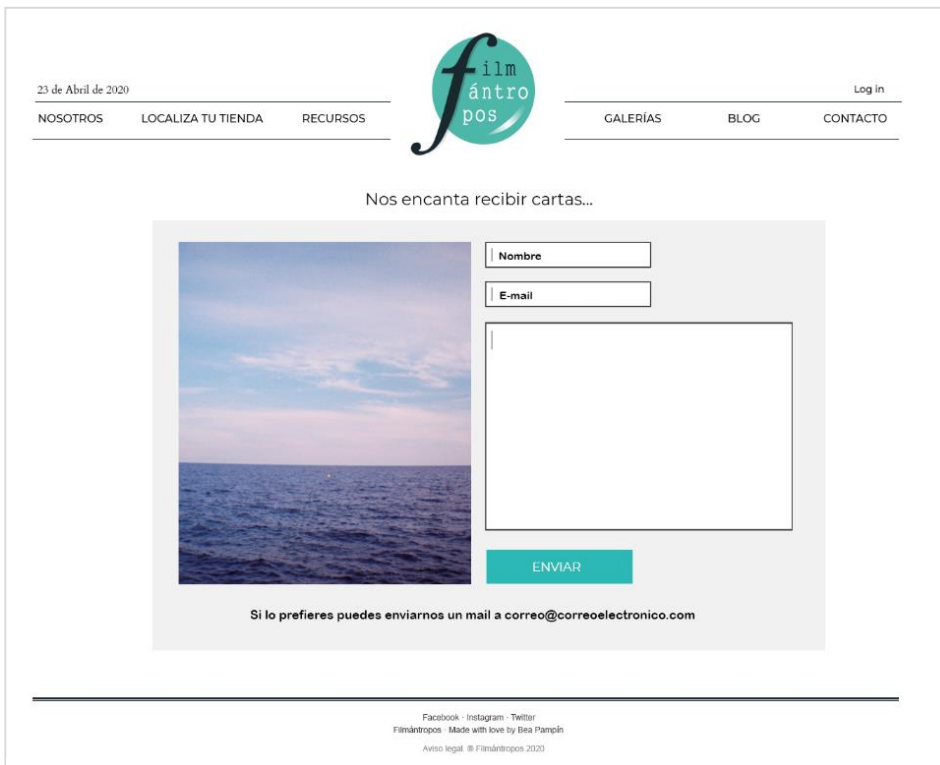 23 de Abril de 2020
film
ántro
pos
Log in
NOSOTROS LOCALIZA TU TIENDA RECURSOS GALERÍAS BLOG CONTACTO
Nos encanta recibir cartas...
Nombre
E-mail
ENVIAR
Si lo prefieres puedes enviarnos un mail a correo@correoelectronico.com
Facebook - Instagram - Twitter
Filmántropos - Made with love by Bea Pampín
Aviso legal. ® Filmántropos 2020